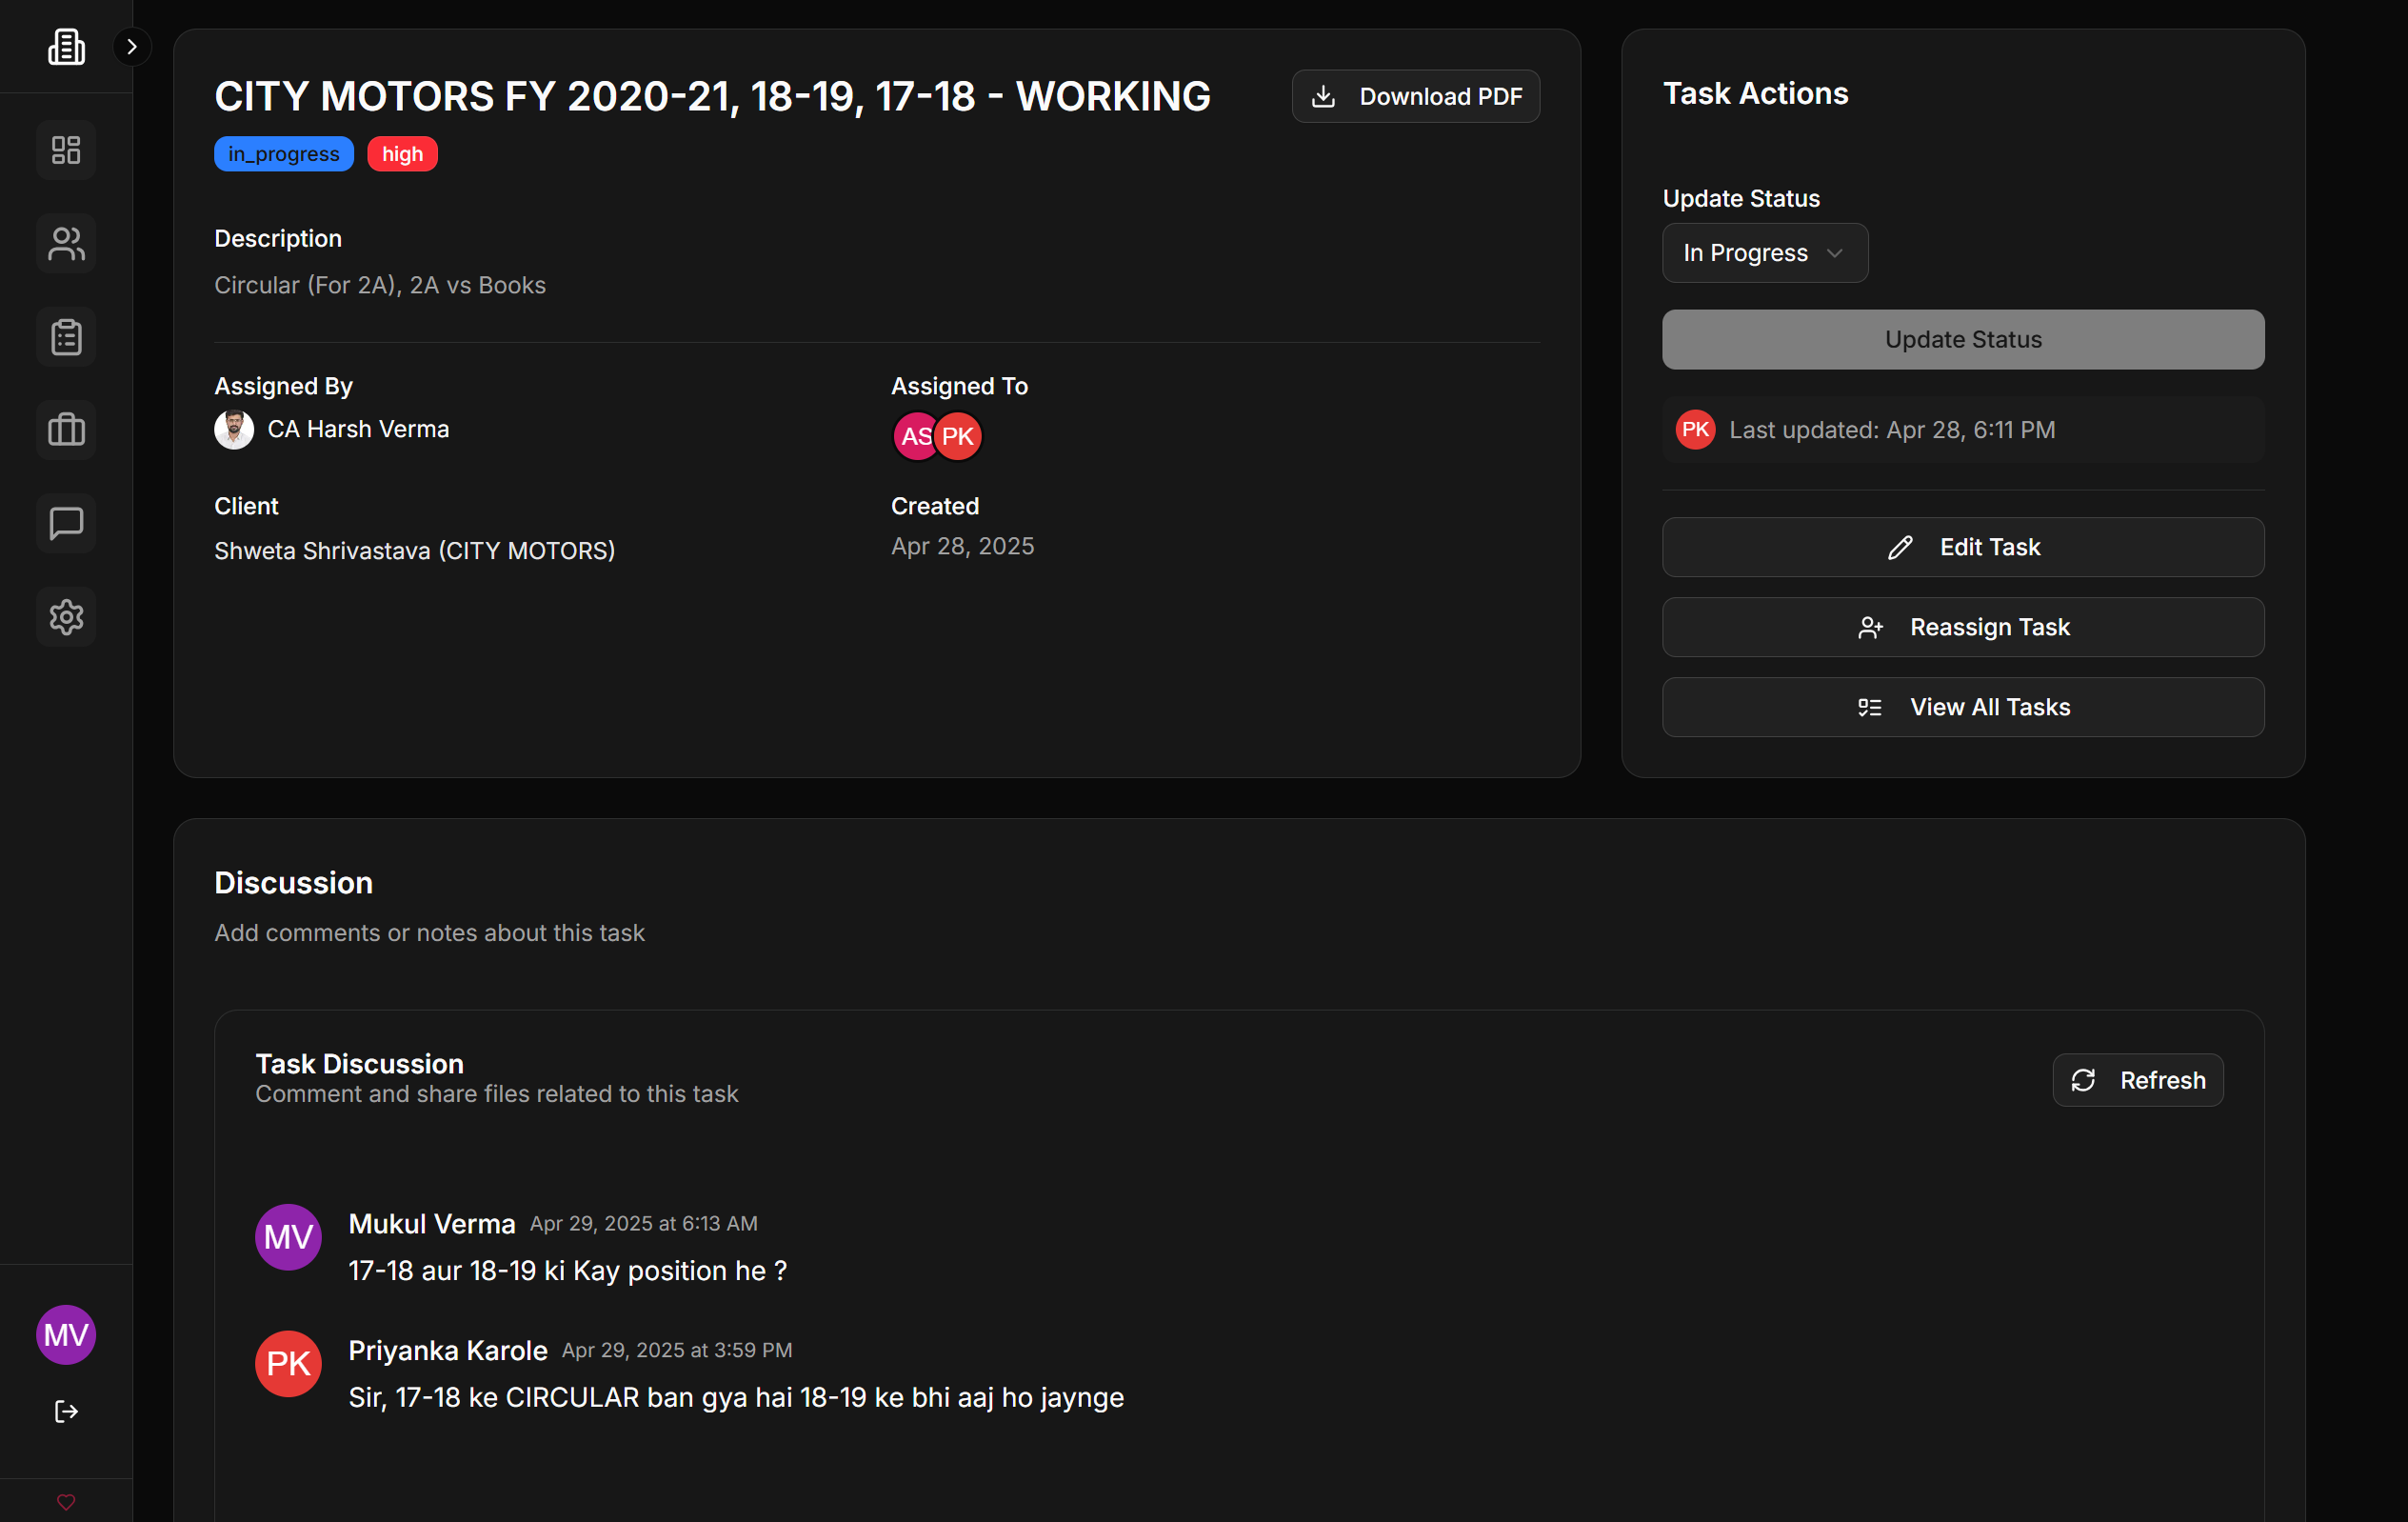 CITY MOTORS FY 2020-21, 18-19, 17-18 - WORKING
Download PDF
in_progress
high
Description
Circular (For 2A), 2A vs Books
Assigned By
CA Harsh Verma
Assigned To
AS
PK
Client
Shweta Shrivastava (CITY MOTORS)
Created
Apr 28, 2025
Task Actions
Update Status
In Progress
Update Status
PK
Last updated: Apr 28, 6:11 PM
Edit Task
Reassign Task
View All Tasks
Discussion
Add comments or notes about this task
Task Discussion
Comment and share files related to this task
Refresh
MV
Mukul Verma Apr 29, 2025 at 6:13 AM
17-18 aur 18-19 ki Kay position he ?
PK
Priyanka Karole Apr 29, 2025 at 3:59 PM
Sir, 17-18 ke CIRCULAR ban gya hai 18-19 ke bhi aaj ho jaynge
MV